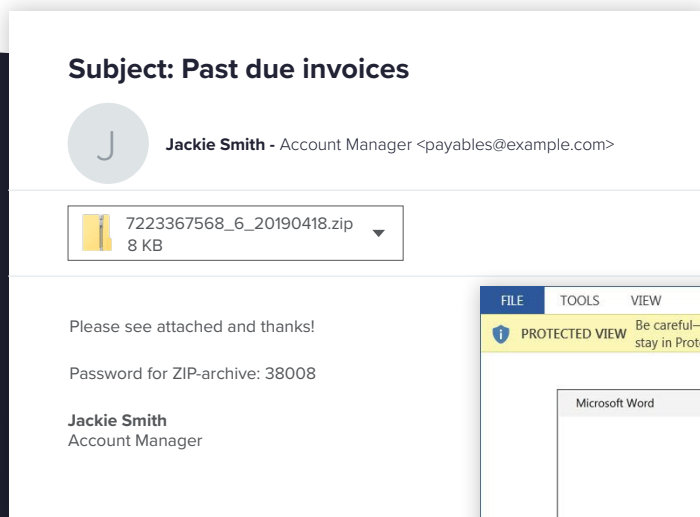 Subject: Past due invoices
J
Jackie Smith - Account Manager <payables@example.com>
7223367568_6_20190418.zip
8 KB
Please see attached and thanks!
Password for ZIP-archive: 38008
Jackie Smith
Account Manager
FILE TOOLS VIEW
PROTECTED VIEW Be careful—
stay in Prot
Microsoft Word